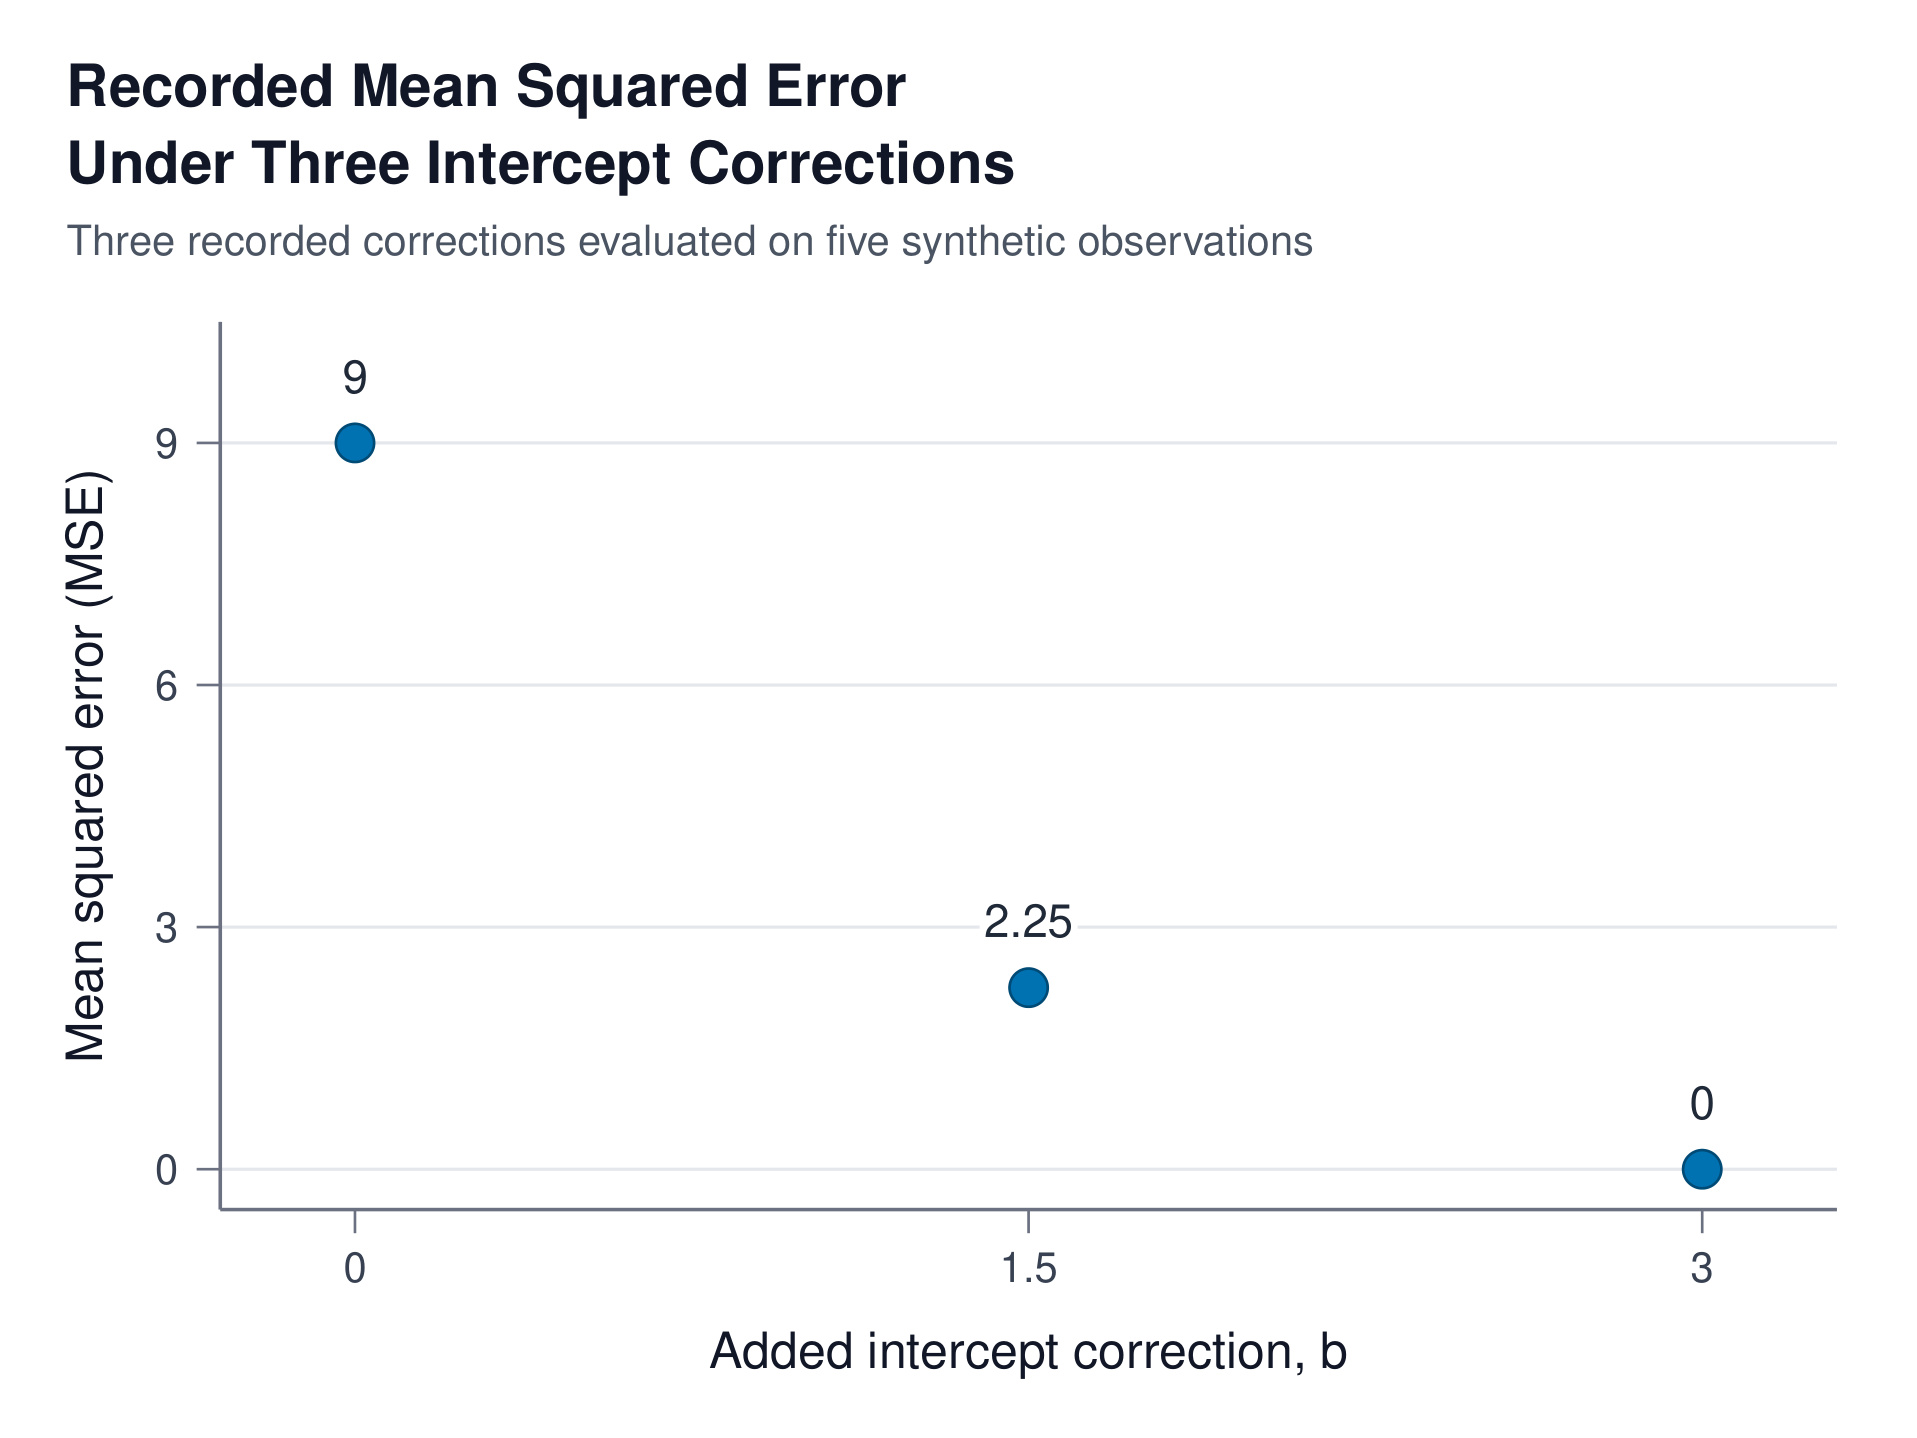 Recorded Mean Squared Error
Under Three Intercept Corrections
Three recorded corrections evaluated on five synthetic observations
Mean squared error (MSE)
9
6
3
0
9
2.25
0
0
1.5
3
Added intercept correction, b